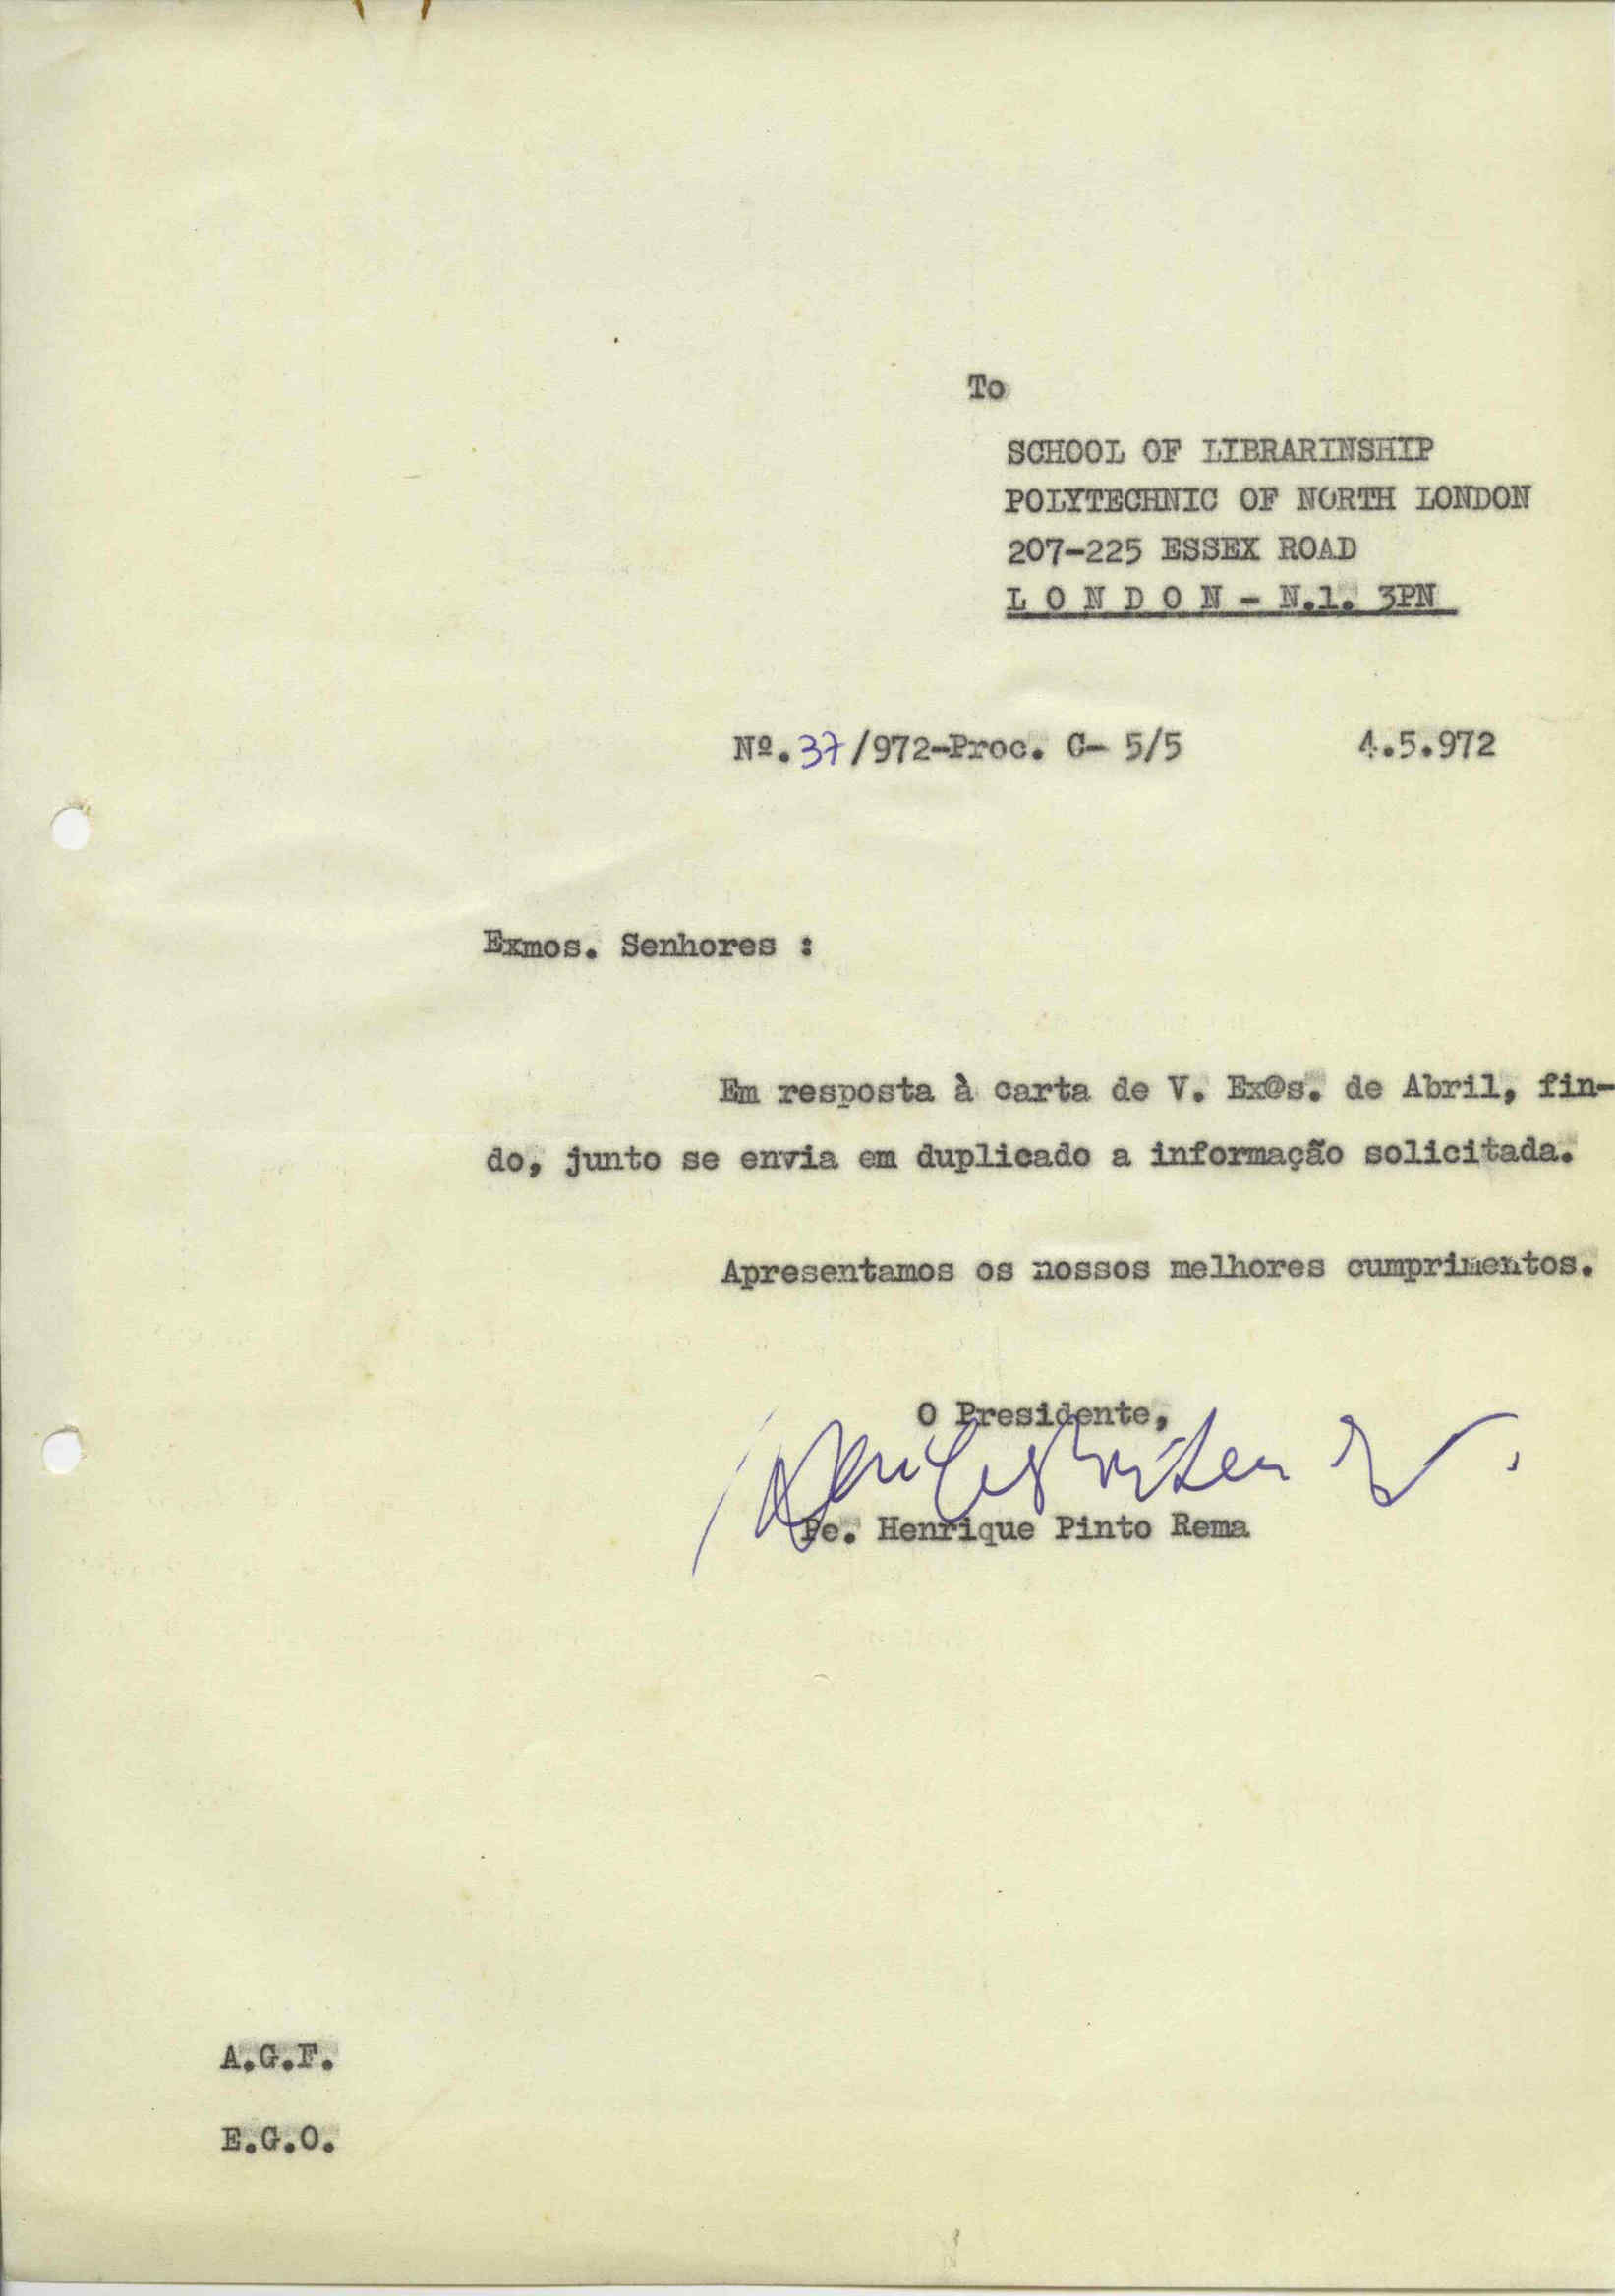 To
SCHOOL OF LIBRARINSHIP
POLYTECHNIC OF NORTH LONDON
207-225 ESSEX ROAD
L O N D O N - N.1. 3PN
Nº.37/972-Proc. C- 5/5 4.5.972
Exmos. Senhores :
Em resposta à carta de V. Ex@s. de Abril, fin-
do, junto se envia em duplicado a informação solicitada.
Apresentamos os nossos melhores cumprimentos.
O Presidente,
Pe. Henrique Pinto Rema
A.G.F.
E.G.O.